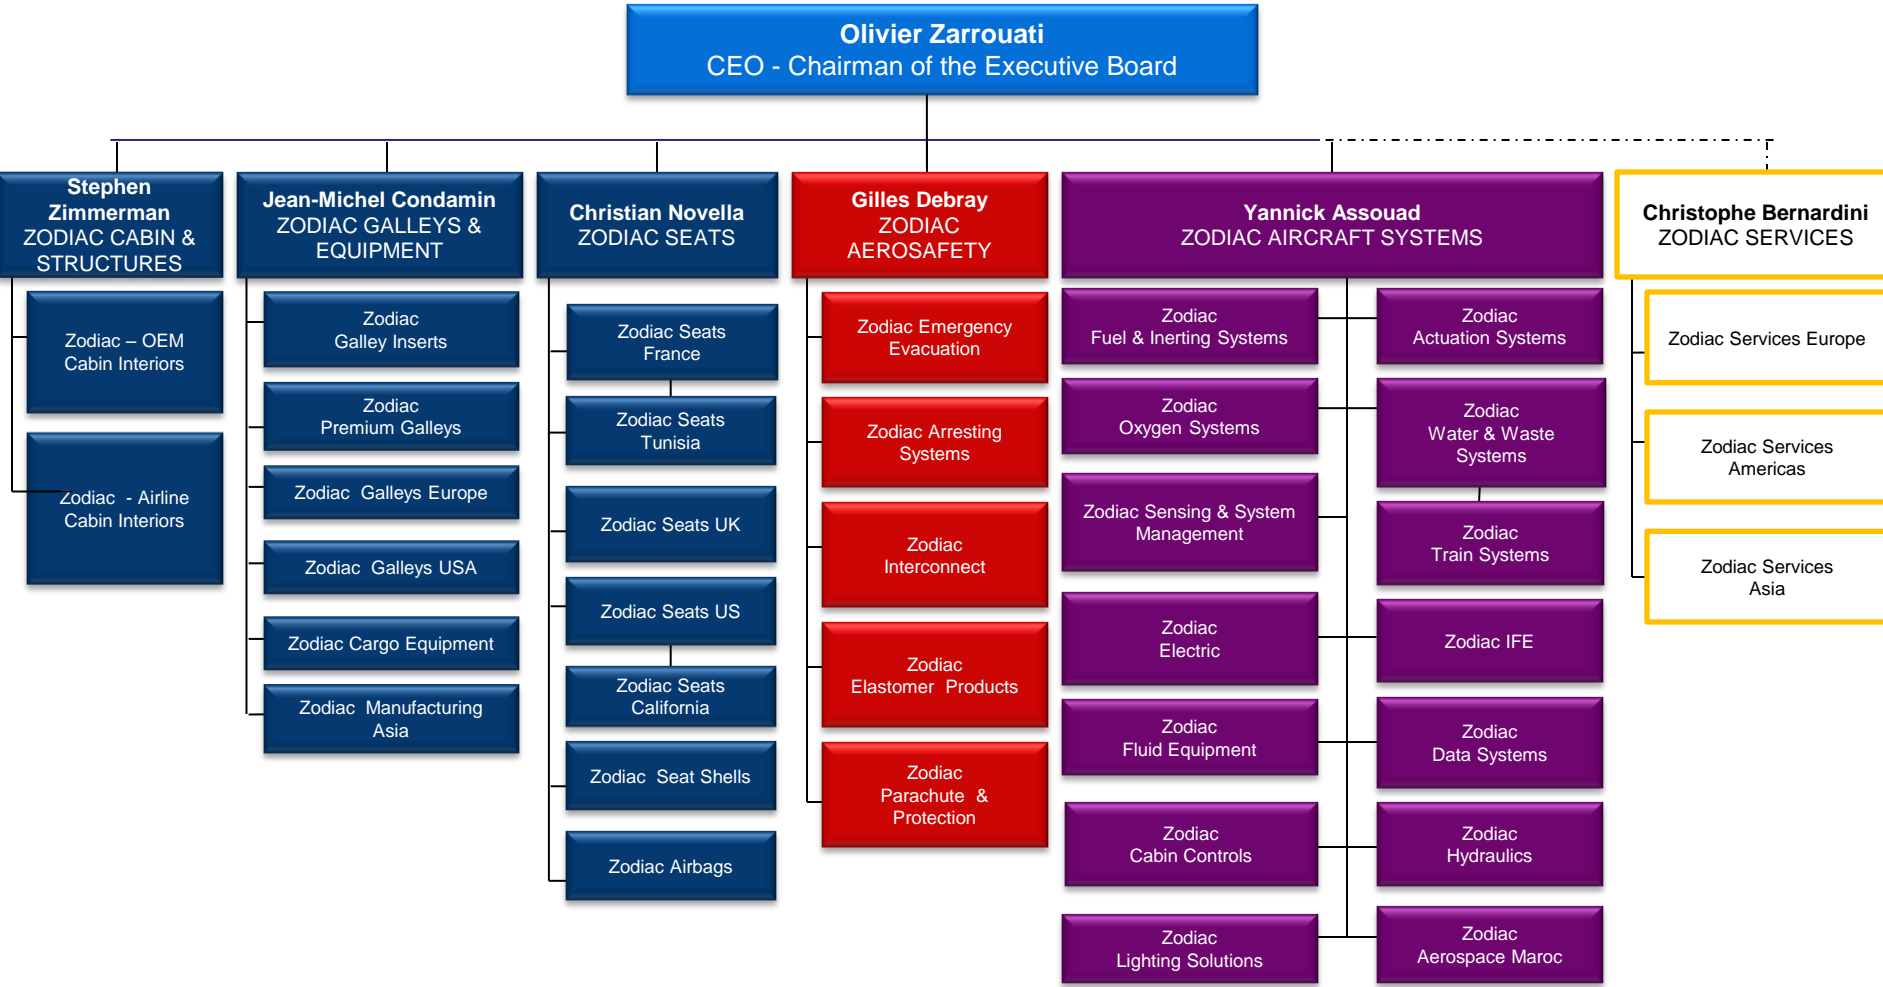 Olivier Zarrouati
CEO - Chairman of the Executive Board
Stephen
Zimmerman
ZODIAC CABIN &
STRUCTURES
Zodiac – OEM
Cabin Interiors
Zodiac - Airline
Cabin Interiors
Jean-Michel Condamin
ZODIAC GALLEYS &
EQUIPMENT
Zodiac
Galley Inserts
Zodiac
Premium Galleys
Zodiac Galleys Europe
Zodiac Galleys USA
Zodiac Cargo Equipment
Zodiac Manufacturing
Asia
Christian Novella
ZODIAC SEATS
Zodiac Seats
France
Zodiac Seats
Tunisia
Zodiac Seats UK
Zodiac Seats US
Zodiac Seats
California
Zodiac Seat Shells
Zodiac Airbags
Gilles Debray
ZODIAC
AEROSAFETY
Zodiac Emergency
Evacuation
Zodiac Arresting
Systems
Zodiac
Interconnect
Zodiac
Elastomer Products
Zodiac
Parachute &
Protection
Yannick Assouad
ZODIAC AIRCRAFT SYSTEMS
Zodiac
Fuel & Inerting Systems
Zodiac
Oxygen Systems
Zodiac Sensing & System
Management
Zodiac
Electric
Zodiac
Fluid Equipment
Zodiac
Cabin Controls
Zodiac
Lighting Solutions
Zodiac
Actuation Systems
Zodiac
Water & Waste
Systems
Zodiac
Train Systems
Zodiac IFE
Zodiac
Data Systems
Zodiac
Hydraulics
Zodiac
Aerospace Maroc
Christophe Bernardini
ZODIAC SERVICES
Zodiac Services Europe
Zodiac Services
Americas
Zodiac Services
Asia